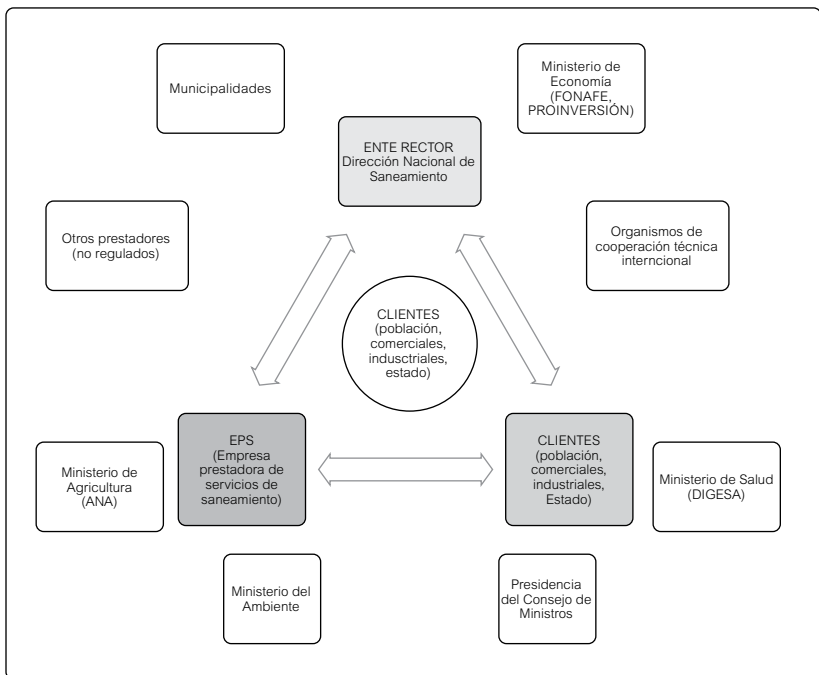 Municipalidades
Ministerio de
Economía
(FONAFE,
PROINVERSIÓN)
ENTE RECTOR
Dirección Nacional de
Saneamiento
Otros prestadores
(no regulados)
Organismos de
cooperación técnica
interncional
CLIENTES
(población,
comerciales,
indusctriales,
estado)
Ministerio de
Agricultura
(ANA)
EPS
(Empresa
prestadora de
servicios de
saneamiento)
CLIENTES
(población,
comerciales,
industriales,
Estado)
Ministerio de Salud
(DIGESA)
Ministerio del
Ambiente
Presidencia
del Consejo de
Ministros